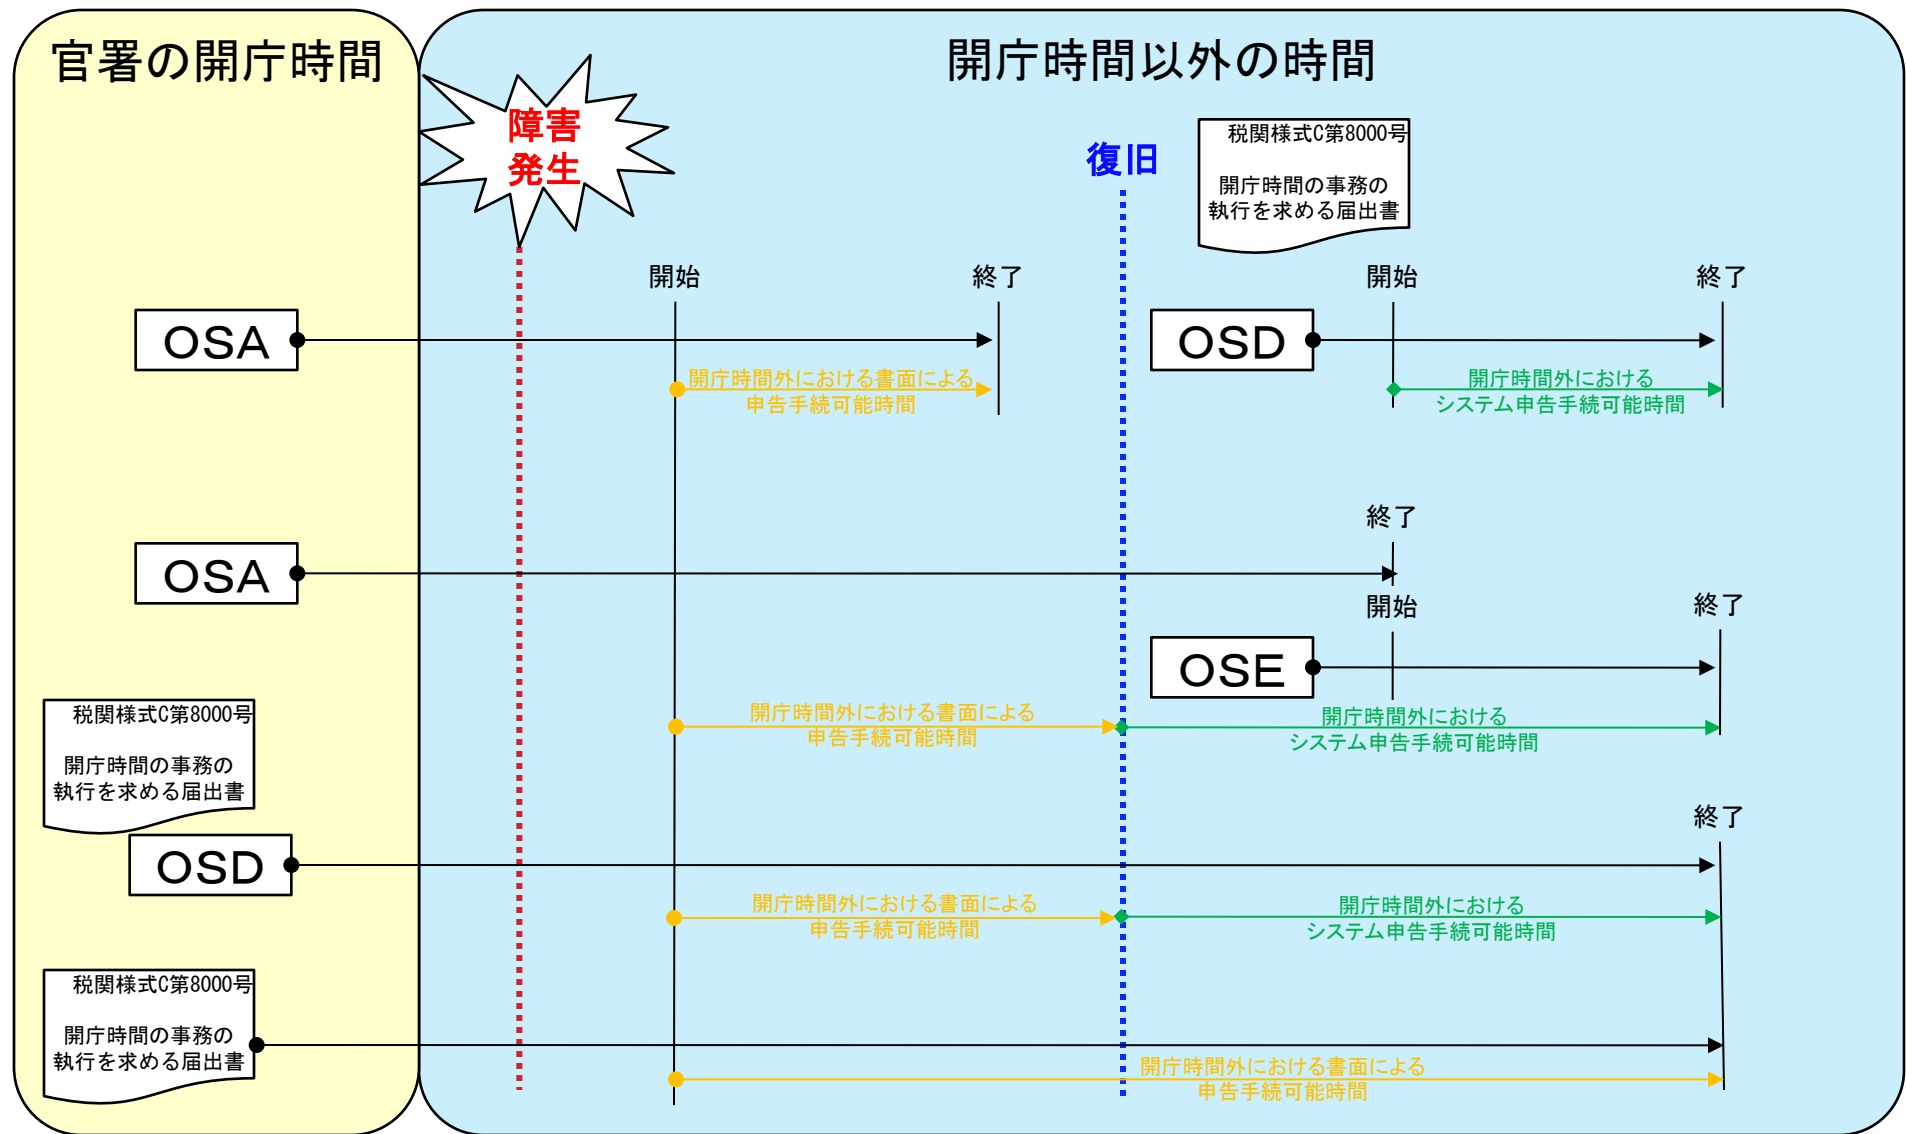 官署の開庁時間
開庁時間以外の時間
障害
発生
復旧
税関様式C第8000号
開庁時間の事務の
執行を求める届出書
開始
終了
開始
終了
OSA
OSD
開庁時間外における書面による
申告手続可能時間
開庁時間外における
システム申告手続可能時間
終了
OSA
開始
終了
OSE
税関様式C第8000号
開庁時間の事務の
執行を求める届出書
開庁時間外における書面による
申告手続可能時間
開庁時間外における
システム申告手続可能時間
終了
OSD
開庁時間外における書面による
申告手続可能時間
開庁時間外における
システム申告手続可能時間
税関様式C第8000号
開庁時間の事務の
執行を求める届出書
開庁時間外における書面による
申告手続可能時間